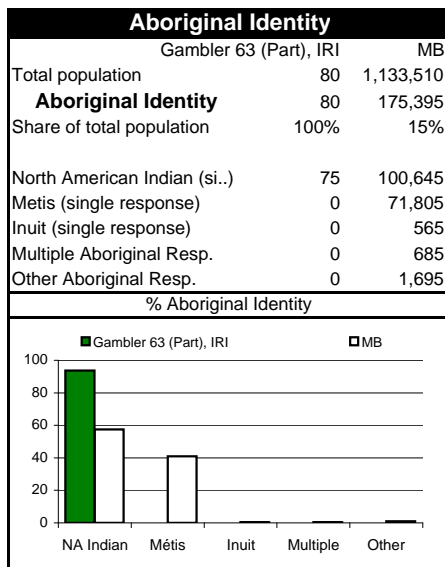 Aboriginal Identity
Gambler 63 (Part), IRI MB
Total population 80 1,133,510
Aboriginal Identity 80 175,395
Share of total population 100% 15%
North American Indian (si..) 75 100,645
Metis (single response) 0 71,805
Inuit (single response) 0 565
Multiple Aboriginal Resp. 0 685
Other Aboriginal Resp. 0 1,695
% Aboriginal Identity
Gambler 63 (Part), IRI MB
100
80
60
40
20
0
NA Indian Métis Inuit Multiple Other